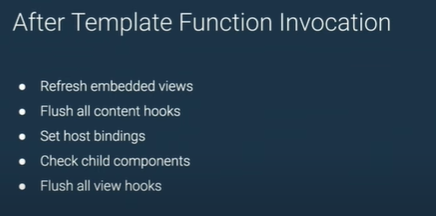 After Template Function Invocation
• Refresh embedded views
• Flush all content hooks
• Set host bindings
• Check child components
• Flush all view hooks